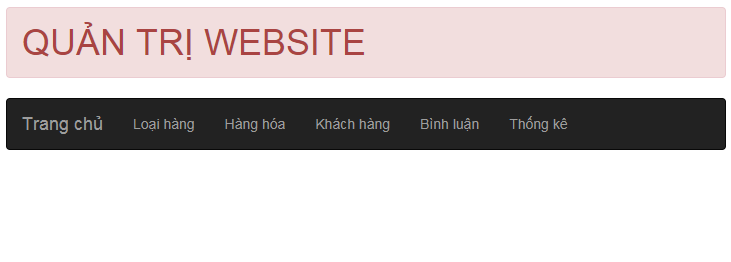 QUẢN TRỊ WEBSITE
Trang chủ Loại hàng Hàng hóa Khách hàng Bình luận Thống kê